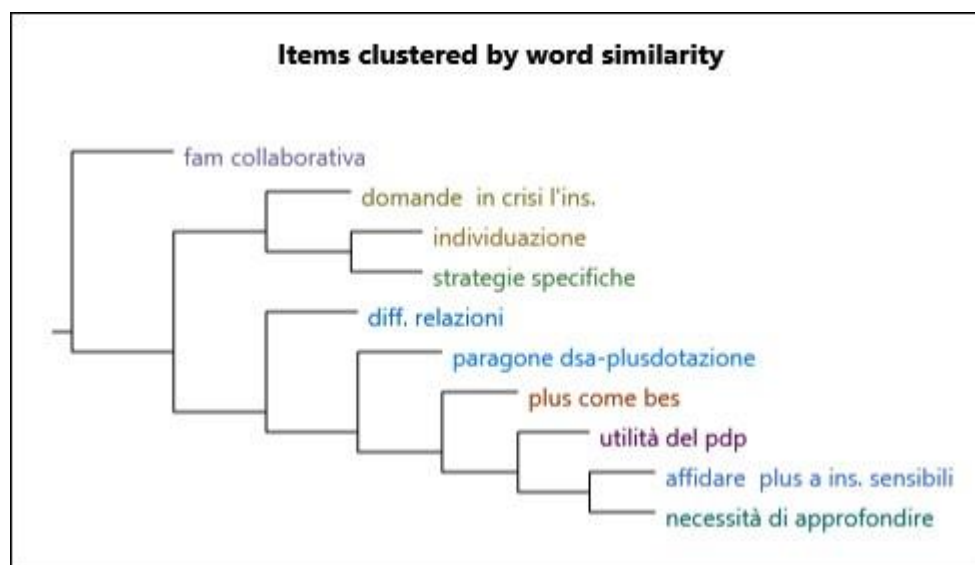 Items clustered by word similarity
fam collaborativa
domande  in crisi l'ins.
individuazione
strategie specifiche
diff. relazioni
paragone dsa-plusdotazione
plus come bes
utilità del pdp
affidare  plus a ins. sensibili
necessità di approfondire